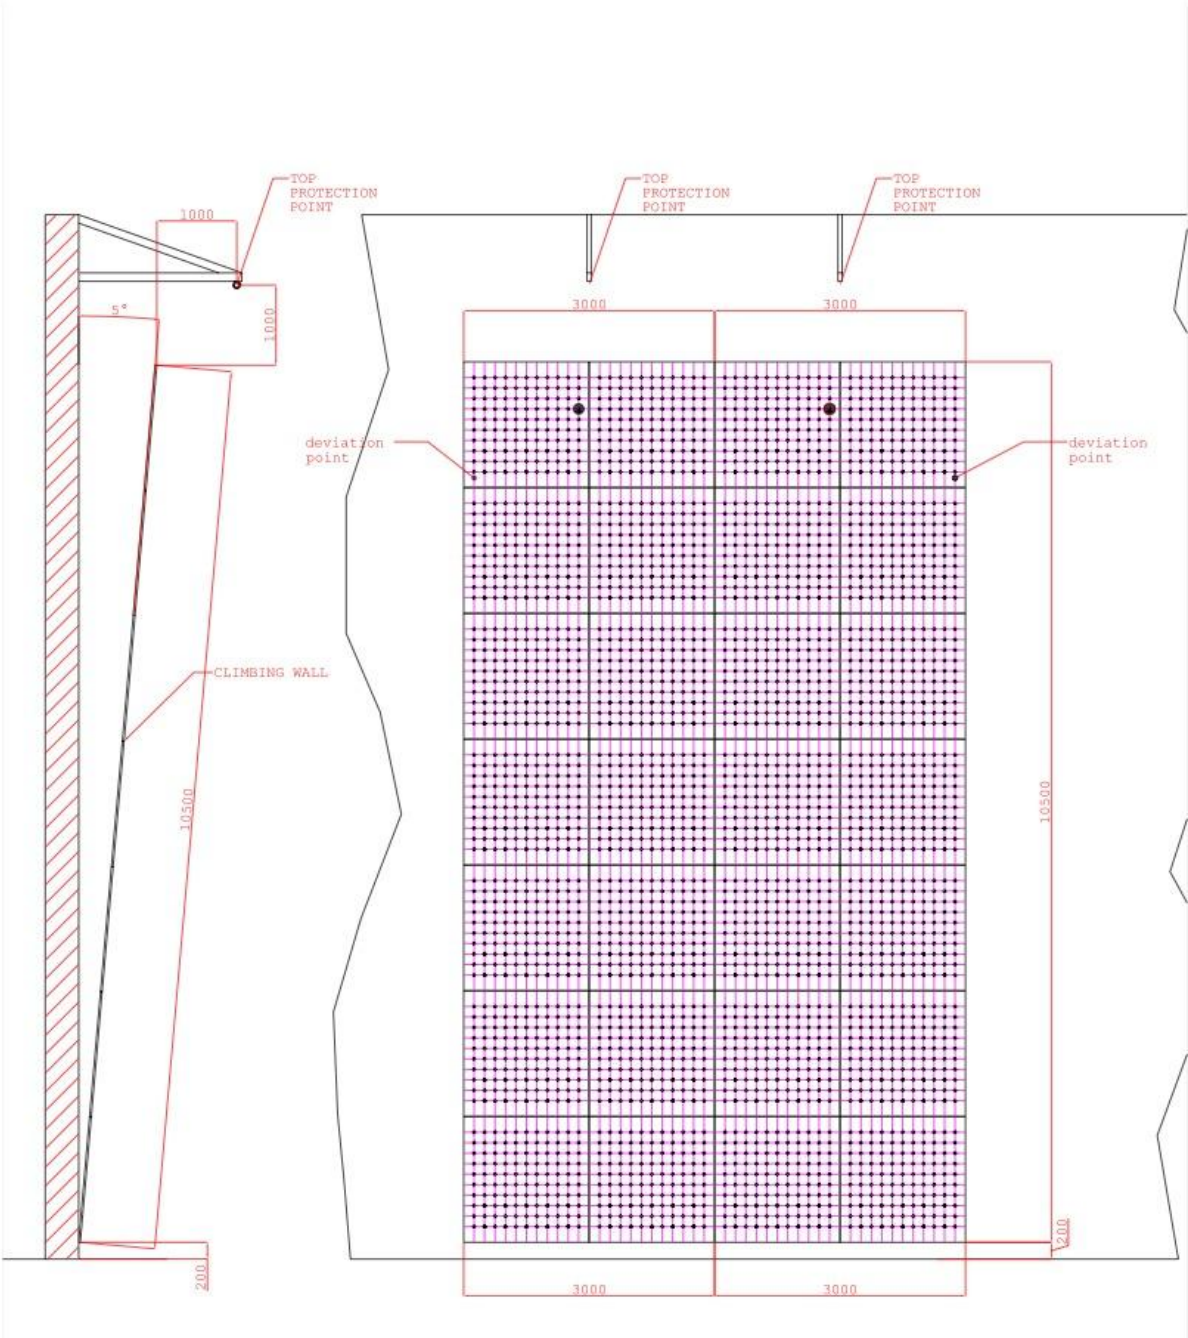 TOP
PROTECTION
POINT
TOP
PROTECTION
POINT
TOP
PROTECTION
POINT
1000
1000
5°
3000
3000
deviation
point
deviation
point
CLIMBING WALL
10500
10500
200
200
3000
3000